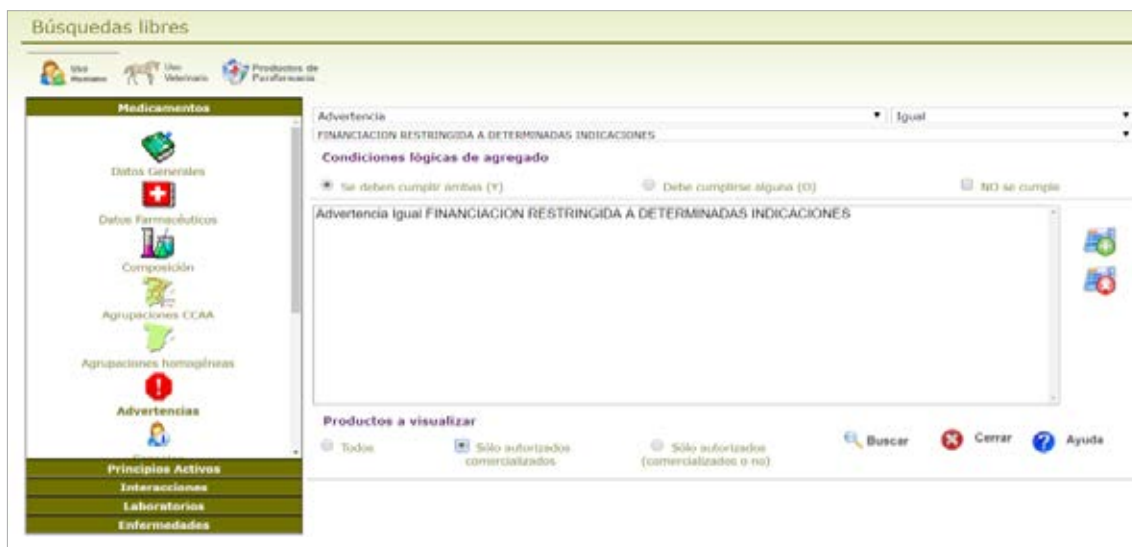 Búsquedas libres
Uso Humano
Uso Veterinario
Productos de Parafarmacia
Medicamentos
Datos Generales
Datos Farmacéuticos
Composición
Agrupaciones CCAA
Agrupaciones homogéneas
Advertencias
Principios Activos
Interacciones
Laboratorios
Enfermedades
Advertencia
Igual
FINANCIACION RESTRINGIDA A DETERMINADAS INDICACIONES
Condiciones lógicas de agregado
Se deben cumplir ambas (Y)
Debe cumplirse alguna (O)
NO se cumple
Advertencia Igual FINANCIACION RESTRINGIDA A DETERMINADAS INDICACIONES
Productos a visualizar
Todos
Sólo autorizados
comercializados
Sólo autorizados
(comercializados o no)
Buscar
Cerrar
Ayuda